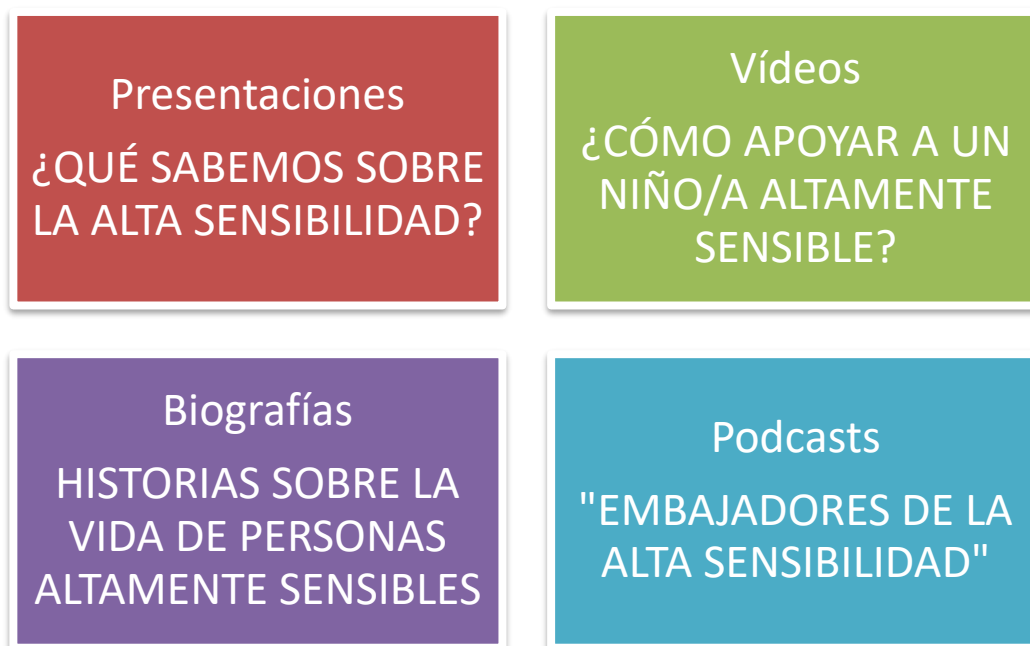 Presentaciones
¿QUÉ SABEMOS SOBRE
LA ALTA SENSIBILIDAD?
Vídeos
¿CÓMO APOYAR A UN
NIÑO/A ALTAMENTE
SENSIBLE?
Biografías
HISTORIAS SOBRE LA
VIDA DE PERSONAS
ALTAMENTE SENSIBLES
Podcasts
"EMBAJADORES DE LA
ALTA SENSIBILIDAD"